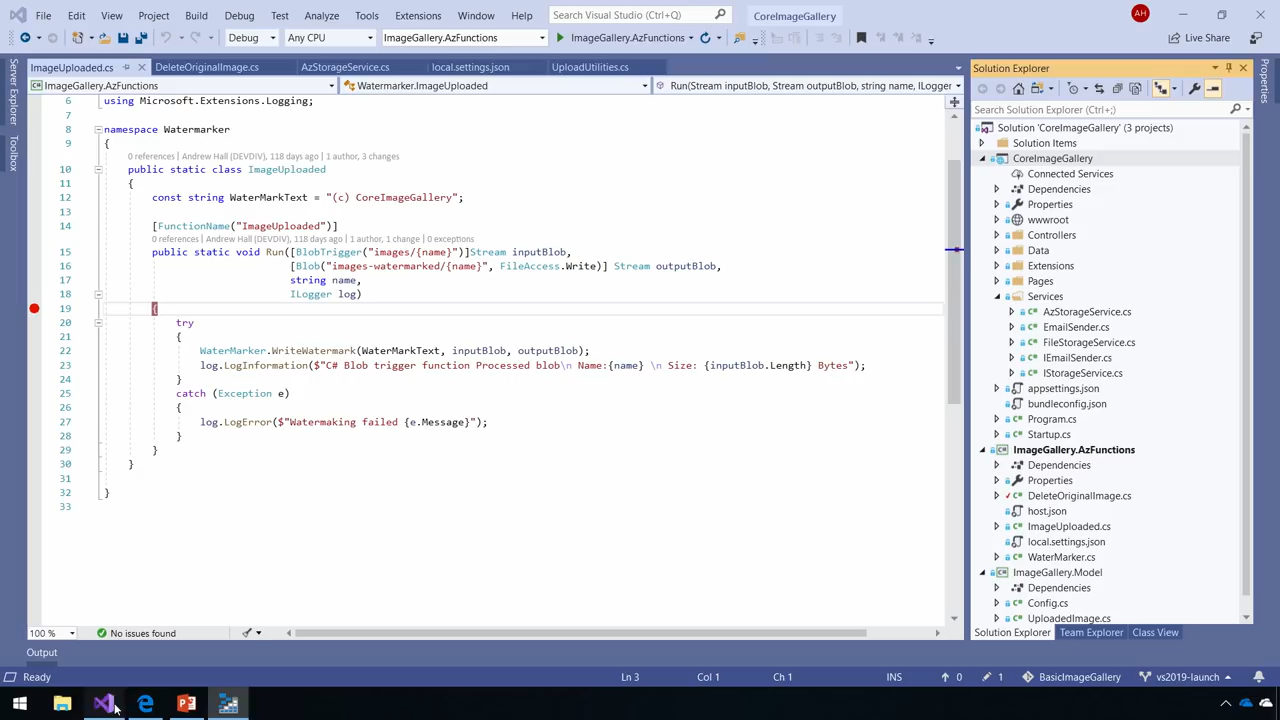 File Edit View Project Build Debug Test Analyze Tools Extensions Window Help Search Visual Studio (Ctrl+Q) CoreImageGallery AH
Debug Any CPU ImageGallery.AzFunctions ImageGallery.AzFunctions Live Share
ImageUploaded.cs DeleteOriginalImage.cs AzStorageService.cs local.settings.json UploadUtilities.cs
ImageGallery.AzFunctions Watermarker.ImageUploaded Run(Stream inputBlob, Stream outputBlob, string name, ILogger
Server Explorer
Toolbox
6 using Microsoft.Extensions.Logging;
7
8 namespace Watermarker
9 {
0 references | Andrew Hall (DEVDIV), 118 days ago | 1 author, 3 changes
10 public static class ImageUploaded
11 {
12 const string WaterMarkText = "(c) CoreImageGallery";
13
14 [FunctionName("ImageUploaded")]
0 references | Andrew Hall (DEVDIV), 118 days ago | 1 author, 1 change | 0 exceptions
15 public static void Run([BlobTrigger("images/{name}")]Stream inputBlob,
16 [Blob("images-watermarked/{name}", FileAccess.Write)] Stream outputBlob,
17 string name,
18 ILogger log)
19 {
20 try
21 {
22 WaterMarker.WriteWatermark(WaterMarkText, inputBlob, outputBlob);
23 log.LogInformation($"C# Blob trigger function Processed blob\n Name:{name} \n Size: {inputBlob.Length} Bytes");
24 }
25 catch (Exception e)
26 {
27 log.LogError($"Watermaking failed {e.Message}");
28 }
29 }
30 }
31
32 }
33
100 % No issues found
Output
Solution Explorer
Search Solution Explorer (Ctrl+;)
Solution 'CoreImageGallery' (3 projects)
Solution Items
CoreImageGallery
Connected Services
Dependencies
Properties
wwwroot
Controllers
Data
Extensions
Pages
Services
AzStorageService.cs
EmailSender.cs
FileStorageService.cs
IEmailSender.cs
IStorageService.cs
appsettings.json
bundleconfig.json
Program.cs
Startup.cs
ImageGallery.AzFunctions
Dependencies
Properties
DeleteOriginalImage.cs
host.json
ImageUploaded.cs
local.settings.json
WaterMarker.cs
ImageGallery.Model
Dependencies
Config.cs
UploadedImage.cs
Solution Explorer Team Explorer Class View
Properties
Ready Ln 3 Col 1 Ch 1 INS 0 1 BasicImageGallery vs2019-launch